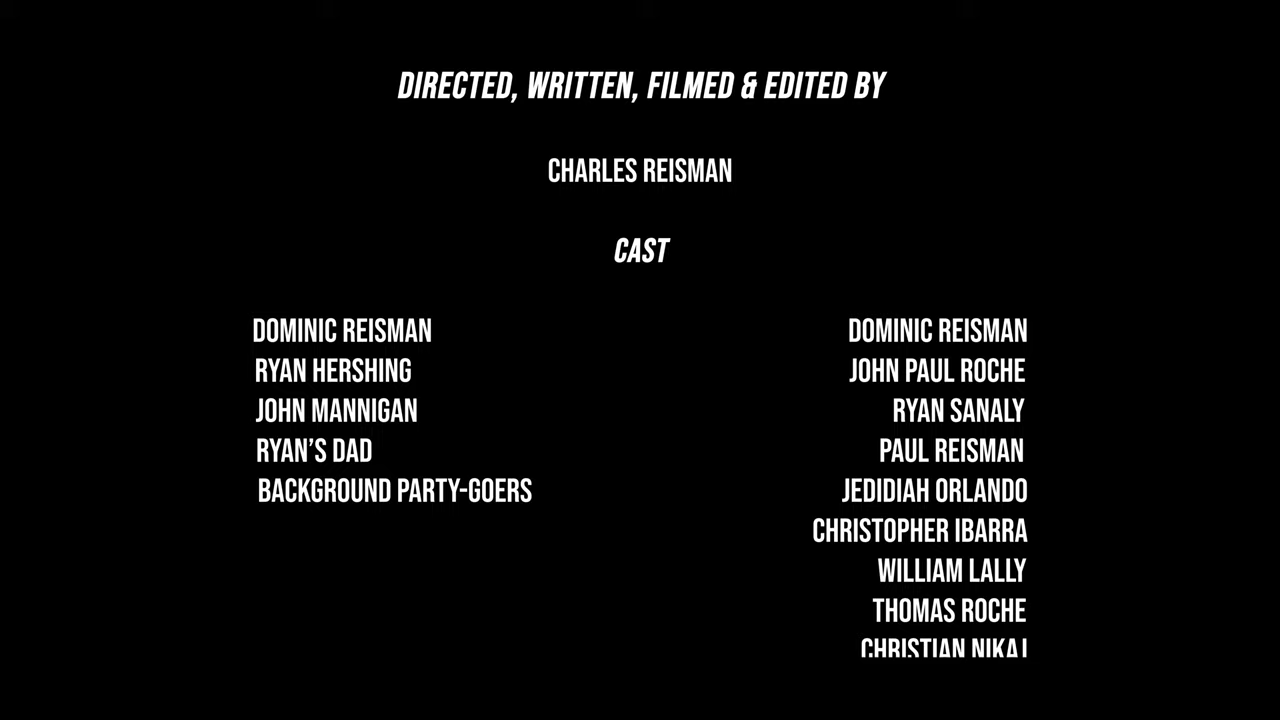 DIRECTED, WRITTEN, FILMED & EDITED BY
CHARLES REISMAN
CAST
DOMINIC REISMAN DOMINIC REISMAN
RYAN HERSHING JOHN PAUL ROCHE
JOHN MANNIGAN RYAN SANALY
RYAN’S DAD PAUL REISMAN
BACKGROUND PARTY-GOERS JEDIDIAH ORLANDO
CHRISTOPHER IBARRA
WILLIAM LALLY
THOMAS ROCHE
CHRISTIAN